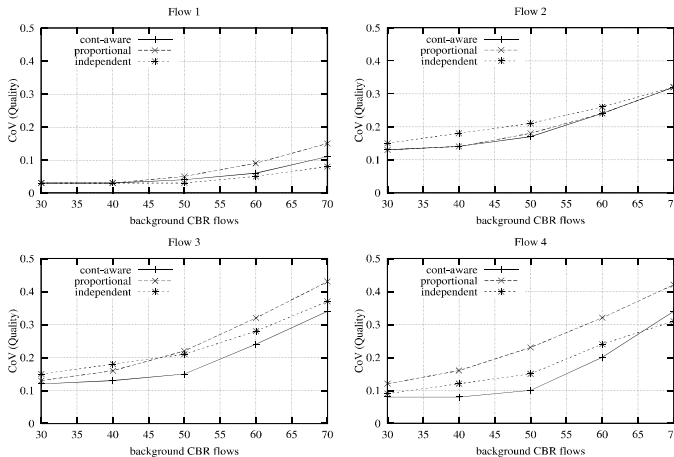 Flow 1
cont-aware
proportional
independent
CoV (Quality)
0.5
0.4
0.3
0.2
0.1
0
30 35 40 45 50 55 60 65 70
background CBR flows
Flow 2
cont-aware
proportional
independent
CoV (Quality)
0.5
0.4
0.3
0.2
0.1
0
30 35 40 45 50 55 60 65 70
background CBR flows
Flow 3
cont-aware
proportional
independent
CoV (Quality)
0.5
0.4
0.3
0.2
0.1
0
30 35 40 45 50 55 60 65 70
background CBR flows
Flow 4
cont-aware
proportional
independent
CoV (Quality)
0.5
0.4
0.3
0.2
0.1
0
30 35 40 45 50 55 60 65 70
background CBR flows